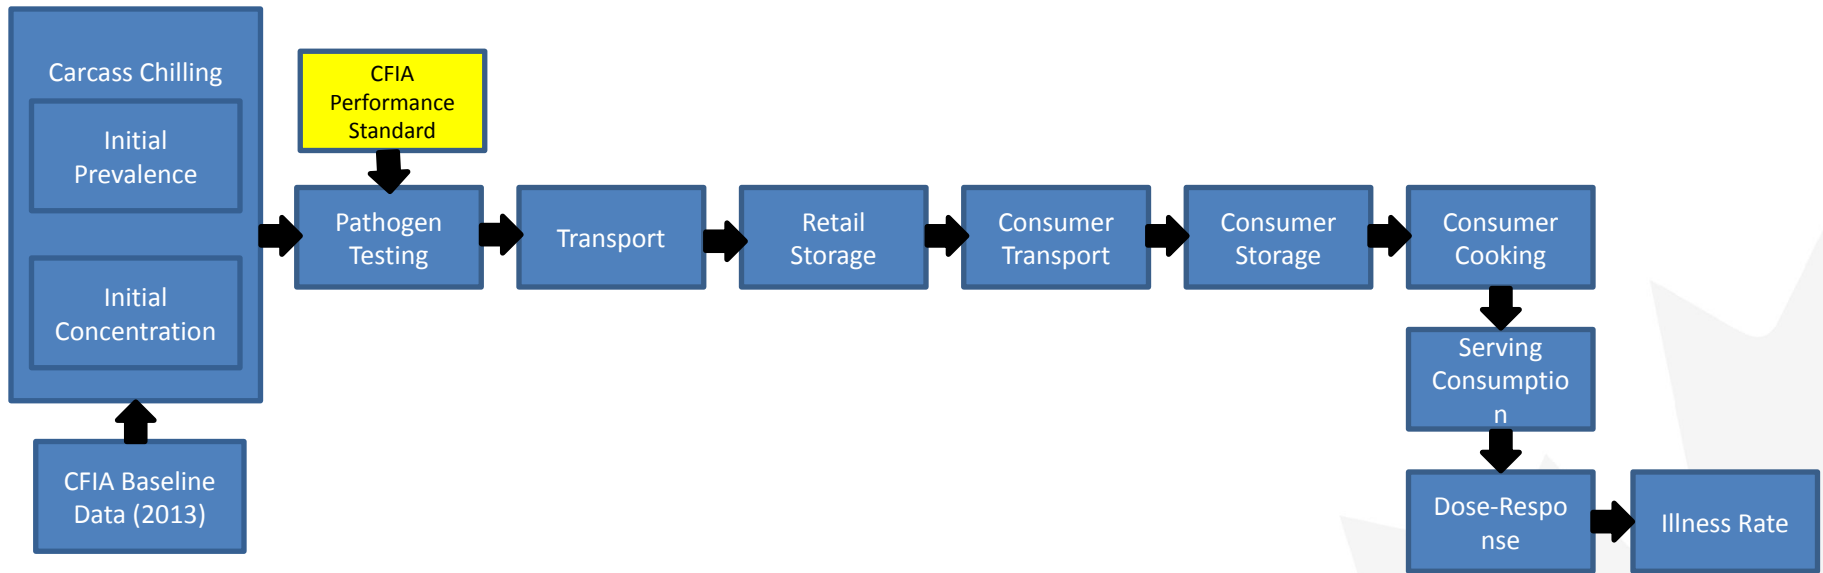 Carcass Chilling
Initial
Prevalence
Initial
Concentration
CFIA Baseline
Data (2013)
CFIA
Performance
Standard
Pathogen
Testing
Transport
Retail
Storage
Consumer
Transport
Consumer
Storage
Consumer
Cooking
Serving
Consumptio
n
Dose-Respo
nse
Illness Rate